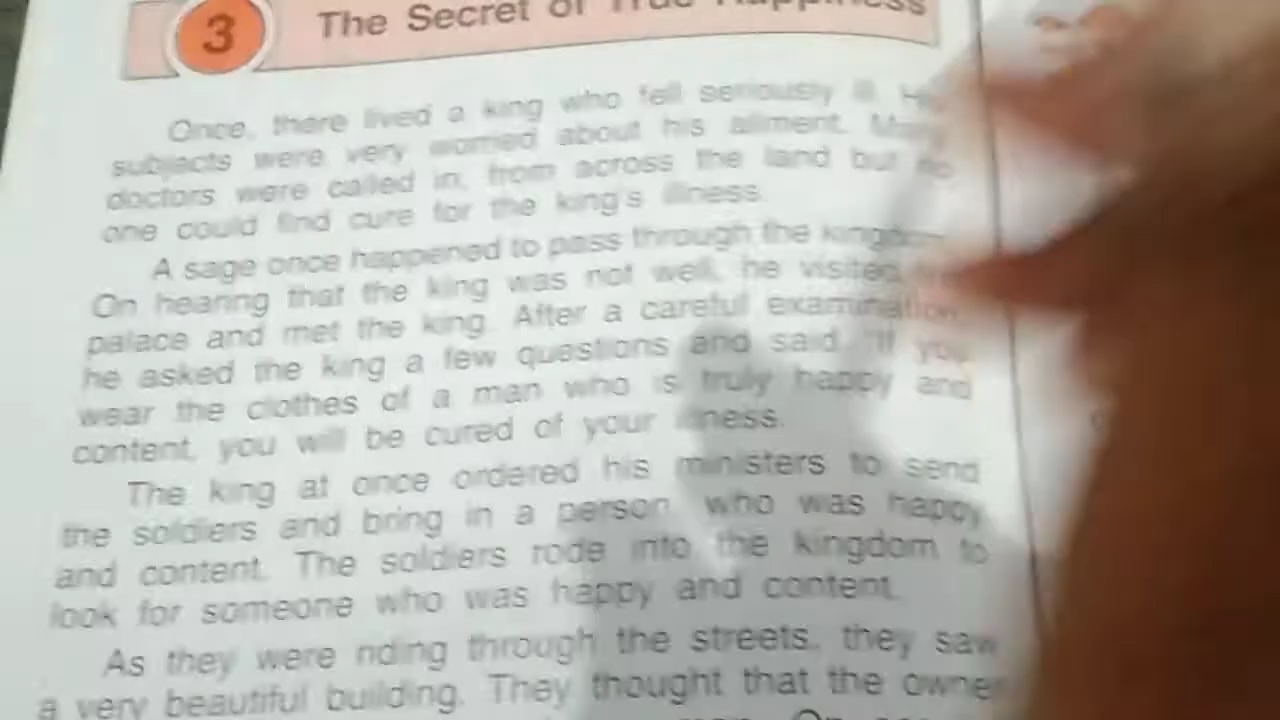 3 The Secret of True Happiness
Once, there lived a king who fell seriously ill. His
subjects were very worried about his ailment. Many
doctors were called in, from across the land but no
one could find cure for the king's illness.
A sage once happened to pass through the kingdom.
On hearing that the king was not well, he visited the
palace and met the king. After a careful examination,
he asked the king a few questions and said, "If you
wear the clothes of a man who is truly happy and
content, you will be cured of your illness.
The king at once ordered his ministers to send
the soldiers and bring in a person who was happy
and content. The soldiers rode into the kingdom to
look for someone who was happy and content.
As they were riding through the streets, they saw
a very beautiful building. They thought that the owner
man. On